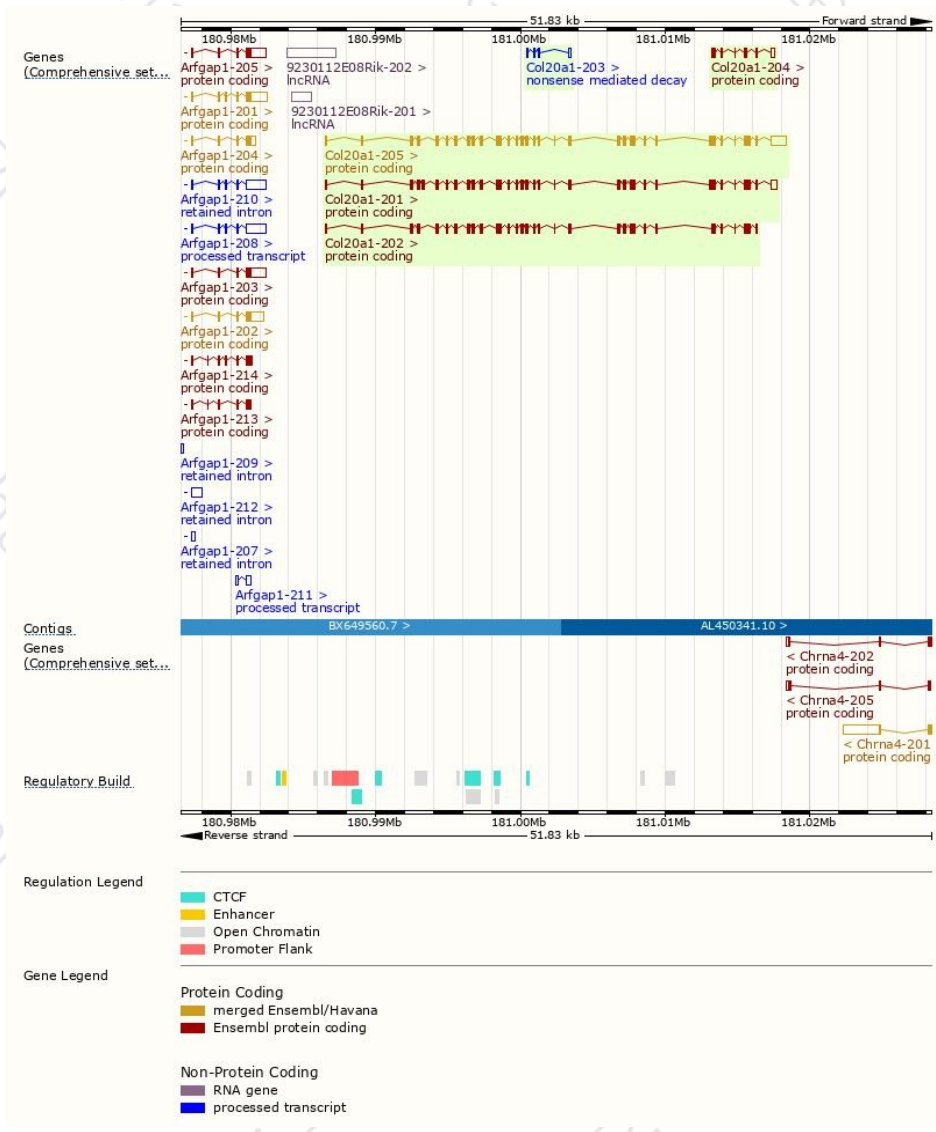 51.83 kb
Forward strand
180.98Mb 180.99Mb 181.00Mb 181.01Mb 181.02Mb
Genes
(Comprehensive set...
Arfgap1-205 >
protein coding
9230112E08Rik-202 >
lncRNA
Col20a1-203 >
nonsense mediated decay
Col20a1-204 >
protein coding
Arfgap1-201 >
protein coding
9230112E08Rik-201 >
lncRNA
Arfgap1-204 >
protein coding
Col20a1-205 >
protein coding
Arfgap1-210 >
retained intron
Col20a1-201 >
protein coding
Arfgap1-208 >
processed transcript
Col20a1-202 >
protein coding
Arfgap1-203 >
protein coding
Arfgap1-202 >
protein coding
Arfgap1-214 >
protein coding
Arfgap1-213 >
protein coding
Arfgap1-209 >
retained intron
Arfgap1-212 >
retained intron
Arfgap1-207 >
retained intron
Arfgap1-211 >
processed transcript
Contigs
BX649560.7 >
AL450341.10 >
Genes
(Comprehensive set...
< Chrna4-202
protein coding
< Chrna4-205
protein coding
< Chrna4-201
protein coding
Regulatory Build
180.98Mb 180.99Mb 181.00Mb 181.01Mb 181.02Mb
Reverse strand
51.83 kb
Regulation Legend
CTCF
Enhancer
Open Chromatin
Promoter Flank
Gene Legend
Protein Coding
merged Ensembl/Havana
Ensembl protein coding
Non-Protein Coding
RNA gene
processed transcript